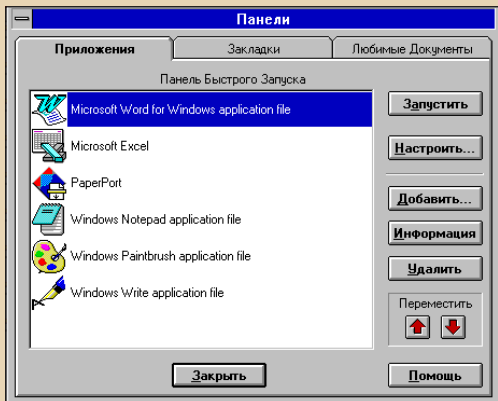 Панели
Приложения
Закладки
Любимые Документы
Панель Быстрого Запуска
Microsoft Word for Windows application file
Microsoft Excel
PaperPort
Windows Notepad application file
Windows Paintbrush application file
Windows Write application file
Запустить
Настроить...
Добавить...
Информация
Удалить
Переместить
Закрыть
Помощь